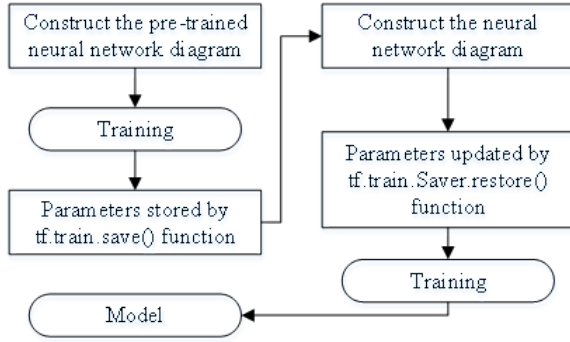 Construct the pre-trained
neural network diagram
Training
Parameters stored by
tf.train.save() function
Construct the neural
network diagram
Parameters updated by
tf.train.Saver.restore()
function
Training
Model